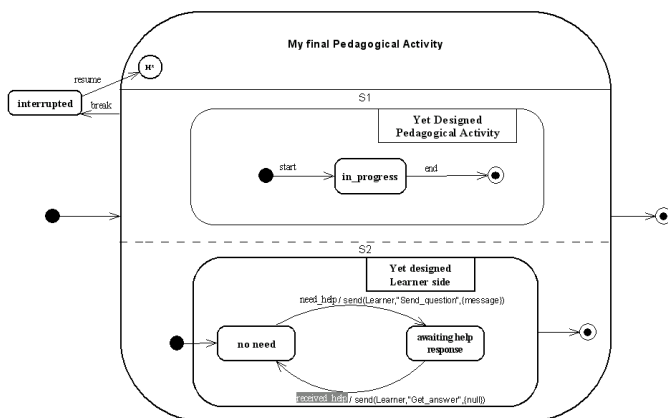 My final Pedagogical Activity
H*
resume
interrupted
break
S1
Yet Designed
Pedagogical Activity
start
in_progress
end
S2
Yet designed
Learner side
need_help / send(Learner,"Send_question",(message))
no need
awaiting help
response
received_help / send(Learner,"Get_answer",(null)